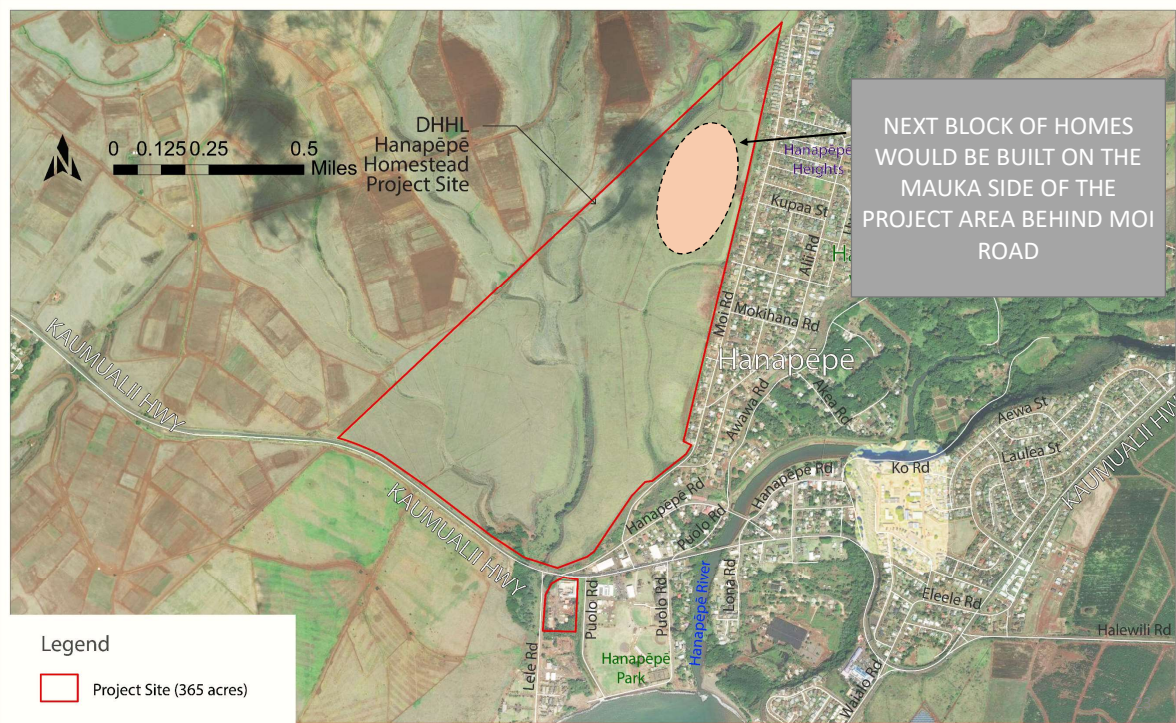 DHHL
Hanapēpē
Homestead
Project Site
0 0.125 0.25 0.5
Miles
NEXT BLOCK OF HOMES
WOULD BE BUILT ON THE
MAUKA SIDE OF THE
PROJECT AREA BEHIND MOI
ROAD
Hanapēpē
Heights
Kupaa St
Alii Rd
Moi Rd
Mokihana Rd
Hanapēpē
KAUMUALII HWY
Awawa Rd
Akea Rd
Aewa St
Laulea St
KAUMUALII HW
Ko Rd
Hanapēpē Rd
Hanapēpē Rd
Puolo Rd
KAUMUALII HWY
Puolo Rd
Puolo Rd
Lele Rd
Hanapēpē
Park
Hanapēpē River
Lona Rd
Eleele Rd
Halewili Rd
Waialo Rd
Legend
Project Site (365 acres)